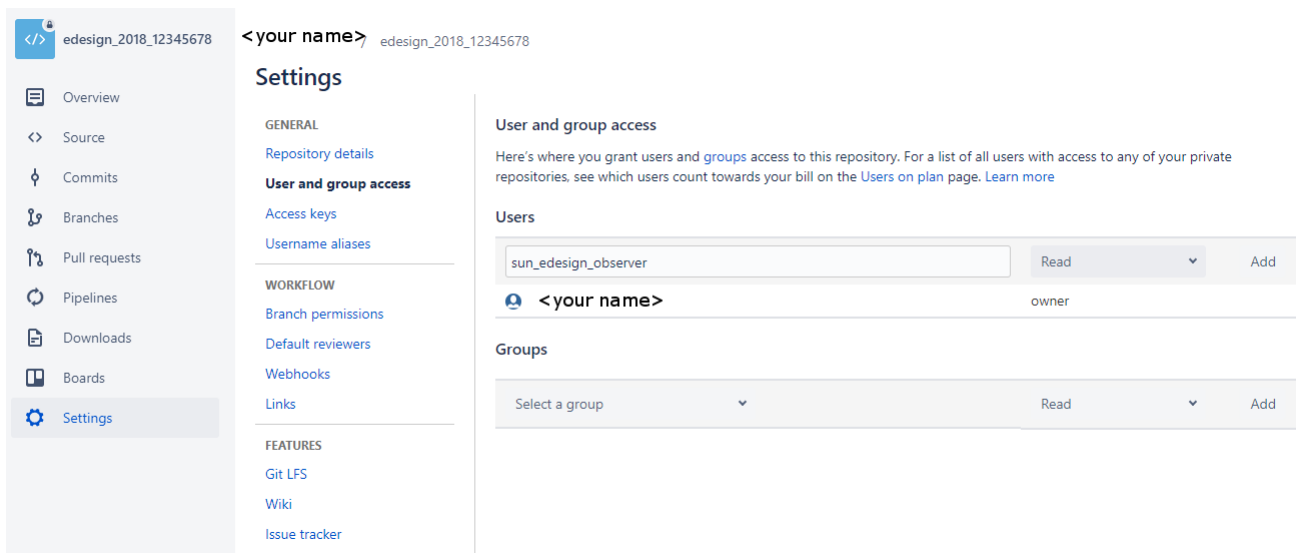 edesign_2018_12345678
Overview
Source
Commits
Branches
Pull requests
Pipelines
Downloads
Boards
Settings
<your name>/ edesign_2018_12345678
Settings
GENERAL
Repository details
User and group access
Access keys
Username aliases
WORKFLOW
Branch permissions
Default reviewers
Webhooks
Links
FEATURES
Git LFS
Wiki
Issue tracker
User and group access
Here's where you grant users and groups access to this repository. For a list of all users with access to any of your private
repositories, see which users count towards your bill on the Users on plan page. Learn more
Users
sun_edesign_observer Read Add
<your name> owner
Groups
Select a group Read Add